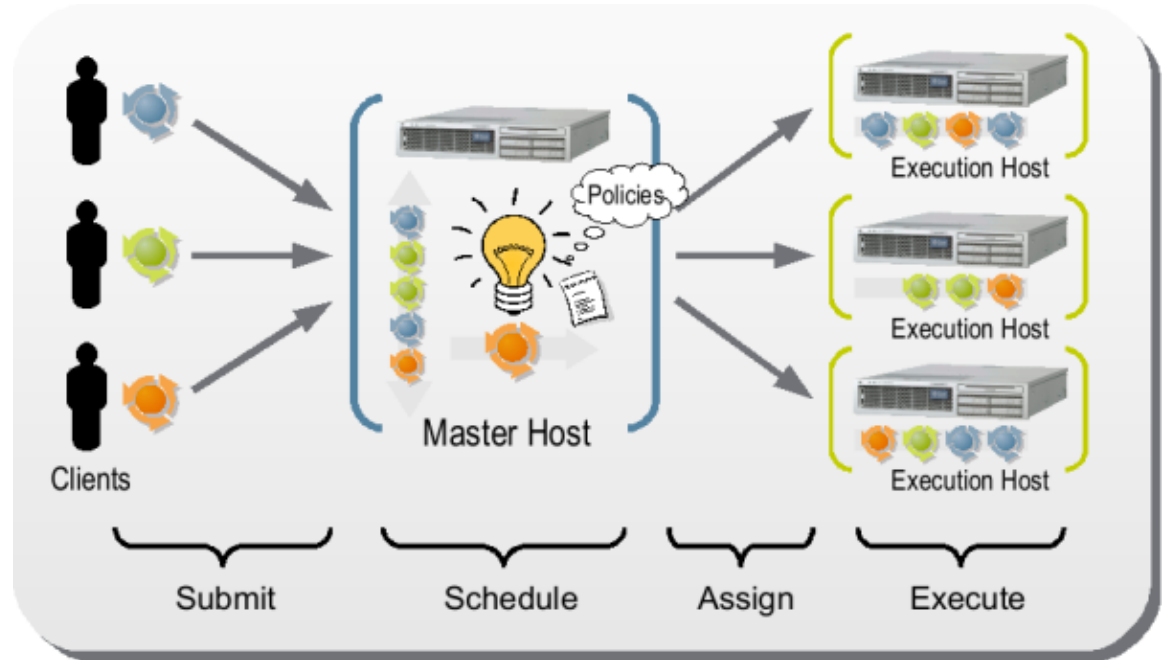 Policies
Execution Host
Execution Host
Master Host
Clients
Execution Host
Submit
Schedule
Assign
Execute